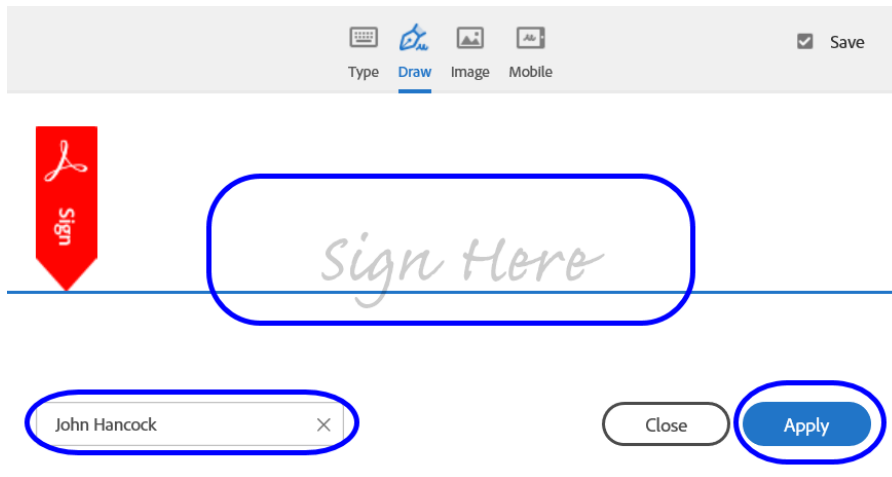 Type Draw Image Mobile
Save
Sign
Sign Here
John Hancock
Close
Apply